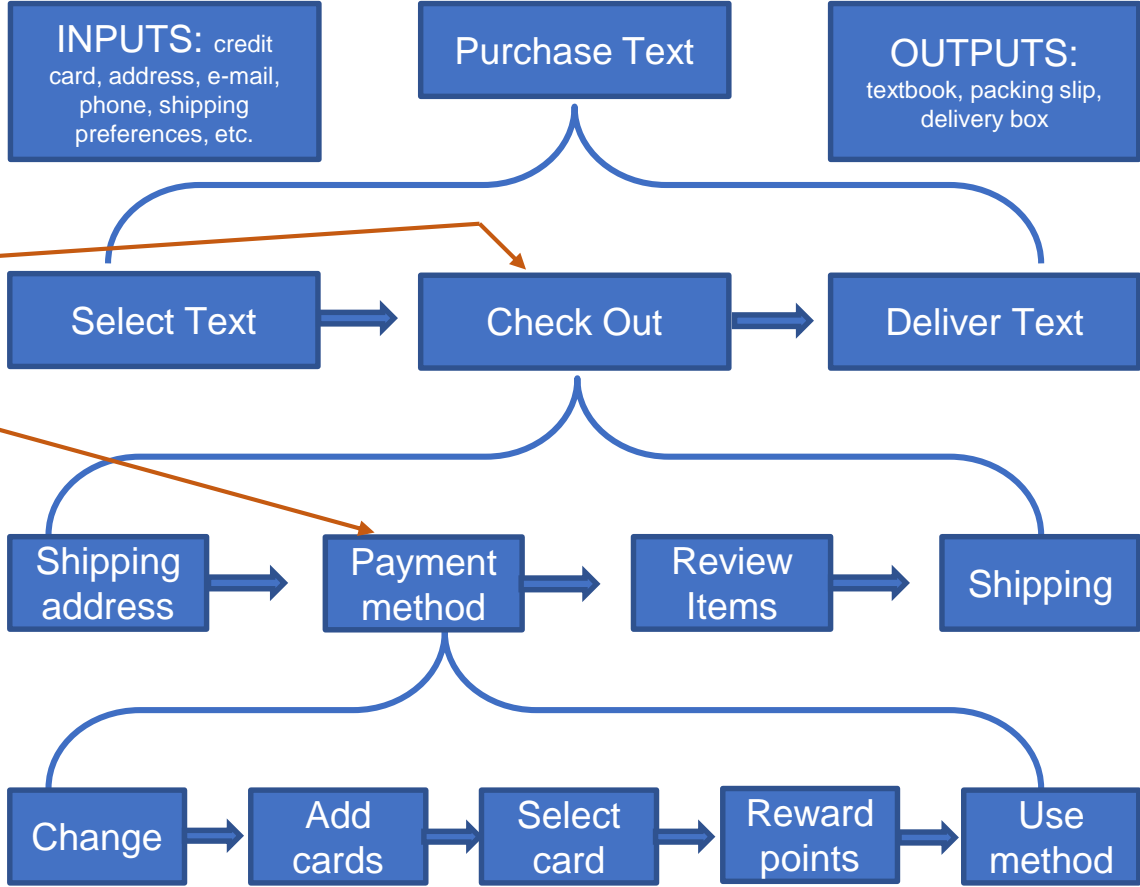 INPUTS: credit
card, address, e-mail,
phone, shipping
preferences, etc.
Purchase Text
OUTPUTS:
textbook, packing slip,
delivery box
Select Text
Check Out
Deliver Text
Shipping
address
Payment
method
Review
Items
Shipping
Change
Add
cards
Select
card
Reward
points
Use
method